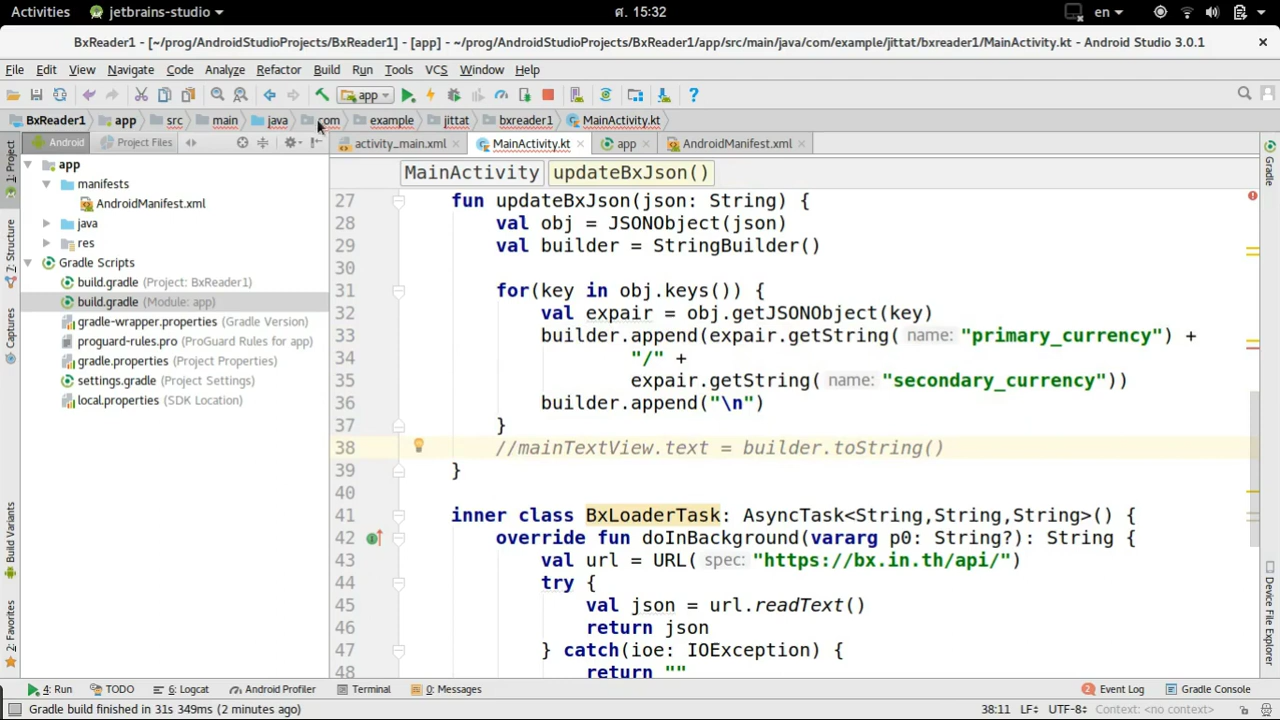 Activities jetbrains-studio ศ. 15:32 en
BxReader1 - [~/prog/AndroidStudioProjects/BxReader1] - [app] - ~/prog/AndroidStudioProjects/BxReader1/app/src/main/java/com/example/jittat/bxreader1/MainActivity.kt - Android Studio 3.0.1
File Edit View Navigate Code Analyze Refactor Build Run Tools VCS Window Help
app
BxReader1 app src main java com example jittat bxreader1 MainActivity.kt
Android Project Files activity_main.xml MainActivity.kt app AndroidManifest.xml
MainActivity updateBxJson()
1: Project
7: Structure
Captures
Build Variants
2: Favorites
app
manifests
AndroidManifest.xml
java
res
Gradle Scripts
build.gradle (Project: BxReader1)
build.gradle (Module: app)
gradle-wrapper.properties (Gradle Version)
proguard-rules.pro (ProGuard Rules for app)
gradle.properties (Project Properties)
settings.gradle (Project Settings)
local.properties (SDK Location)
27 fun updateBxJson(json: String) {
28 val obj = JSONObject(json)
29 val builder = StringBuilder()
30
31 for(key in obj.keys()) {
32 val expair = obj.getJSONObject(key)
33 builder.append(expair.getString( name: "primary_currency") +
34 "/" +
35 expair.getString( name: "secondary_currency"))
36 builder.append("\n")
37 }
38 //mainTextView.text = builder.toString()
39 }
40
41 inner class BxLoaderTask: AsyncTask<String,String,String>() {
42 override fun doInBackground(vararg p0: String?): String {
43 val url = URL( spec: "https://bx.in.th/api/")
44 try {
45 val json = url.readText()
46 return json
47 } catch(ioe: IOException) {
48 return ""
Gradle
Device File Explorer
4: Run TODO 6: Logcat Android Profiler Terminal 0: Messages 2 Event Log Gradle Console
Gradle build finished in 31s 349ms (2 minutes ago) 38:11 LF÷ UTF-8÷ Context: <no context>